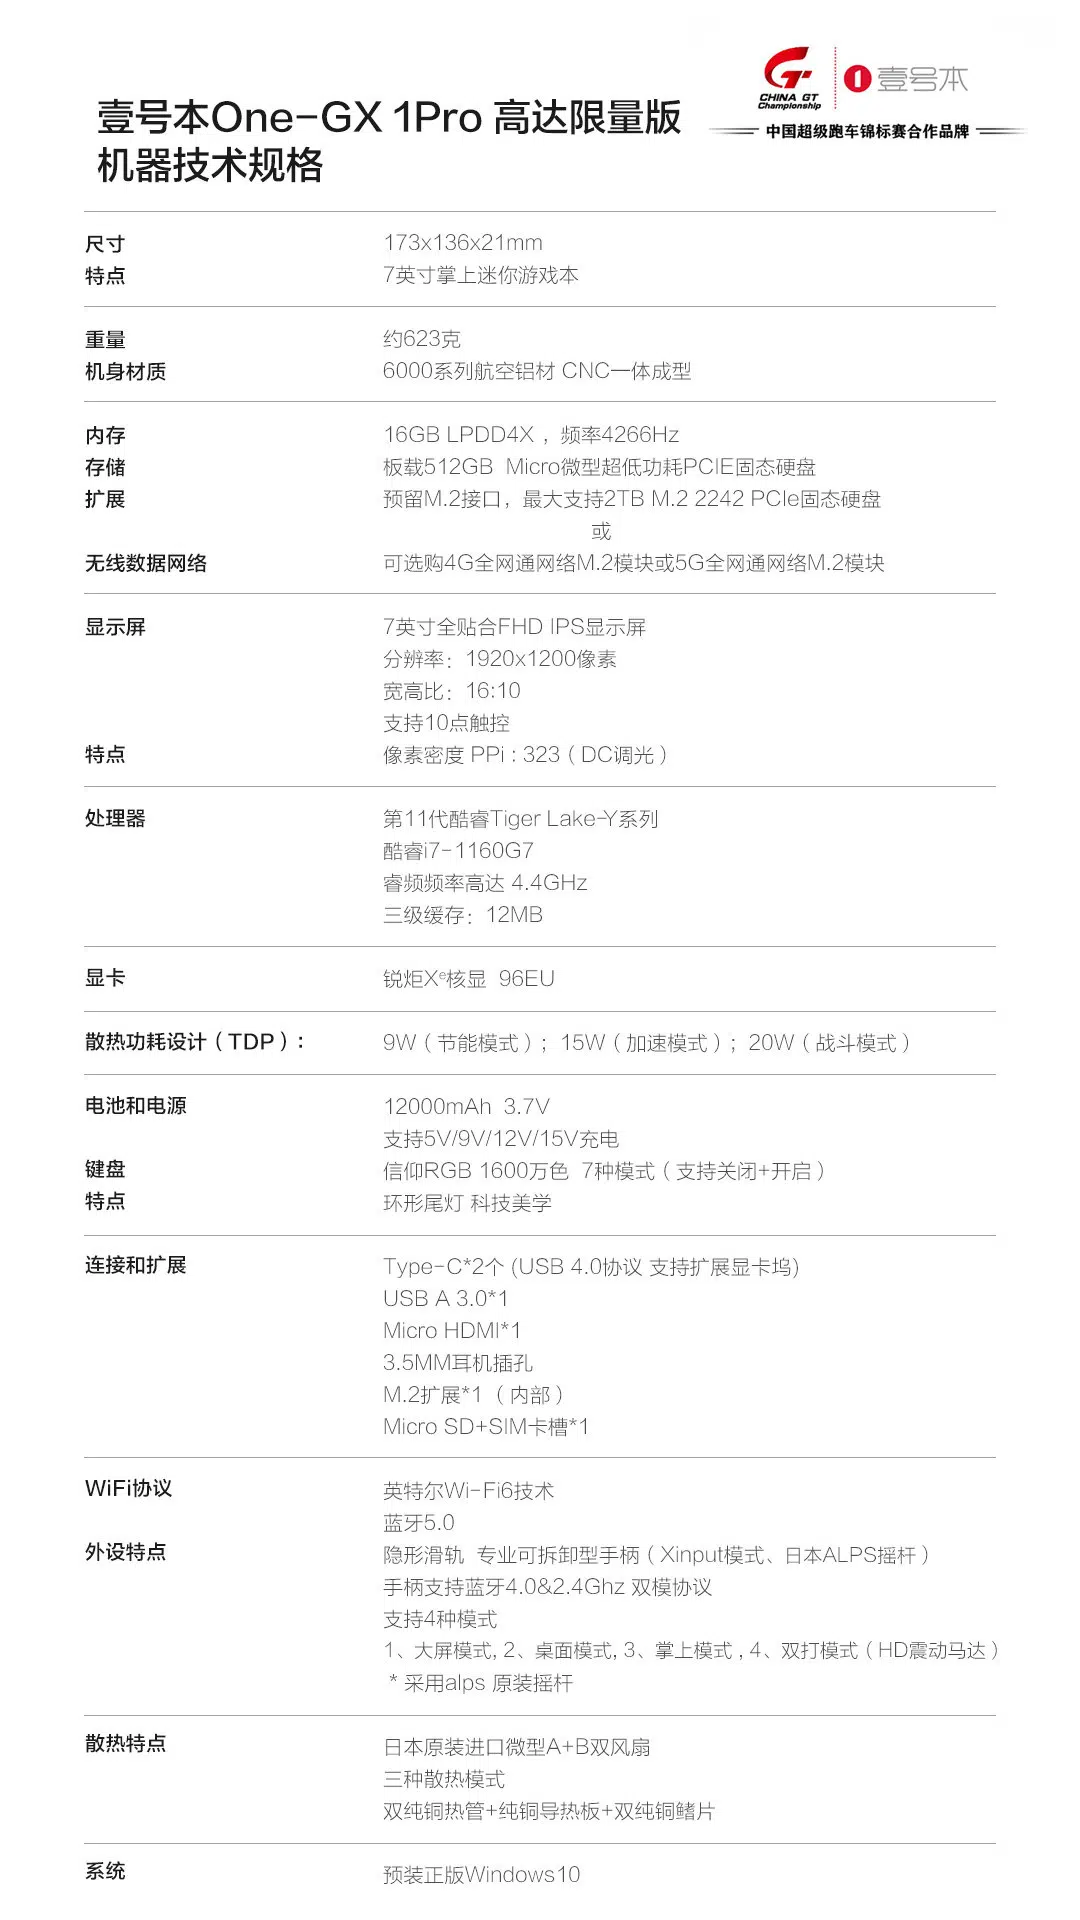 CHINA GT
Championship
壹号本
中国超级跑车锦标赛合作品牌
壹号本One-GX 1Pro 高达限量版
机器技术规格
尺寸 173x136x21mm
特点 7英寸掌上迷你游戏本
重量 约623克
机身材质 6000系列航空铝材 CNC一体成型
内存 16GB LPDD4X ，频率4266Hz
存储 板载512GB Micro微型超低功耗PCIE固态硬盘
扩展 预留M.2接口，最大支持2TB M.2 2242 PCIe固态硬盘
或
无线数据网络 可选购4G全网通网络M.2模块或5G全网通网络M.2模块
显示屏 7英寸全贴合FHD IPS显示屏
分辨率：1920x1200像素
宽高比：16:10
支持10点触控
特点 像素密度 PPi : 323（DC调光）
处理器 第11代酷睿Tiger Lake-Y系列
酷睿i7-1160G7
睿频频率高达 4.4GHz
三级缓存：12MB
显卡 锐炬Xe核显 96EU
散热功耗设计（TDP）: 9W（节能模式）；15W（加速模式）；20W（战斗模式）
电池和电源 12000mAh 3.7V
支持5V/9V/12V/15V充电
键盘 信仰RGB 1600万色 7种模式（支持关闭+开启）
特点 环形尾灯 科技美学
连接和扩展 Type-C*2个 (USB 4.0协议 支持扩展显卡坞)
USB A 3.0*1
Micro HDMI*1
3.5MM耳机插孔
M.2扩展*1 （内部）
Micro SD+SIM卡槽*1
WiFi协议 英特尔Wi-Fi6技术
蓝牙5.0
外设特点 隐形滑轨 专业可拆卸型手柄（Xinput模式、日本ALPS摇杆）
手柄支持蓝牙4.0&2.4Ghz 双模协议
支持4种模式
1、大屏模式, 2、桌面模式, 3、掌上模式 , 4、双打模式（HD震动马达）
* 采用alps 原装摇杆
散热特点 日本原装进口微型A+B双风扇
三种散热模式
双纯铜热管+纯铜导热板+双纯铜鳍片
系统 预装正版Windows10